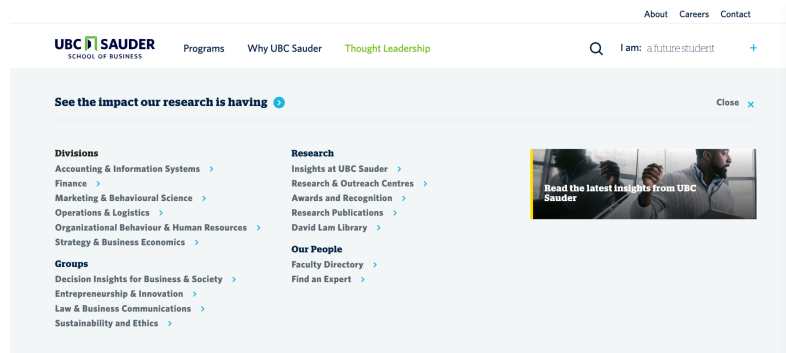 About Careers Contact
UBC SAUDER
SCHOOL OF BUSINESS
Programs Why UBC Sauder Thought Leadership
I am: a future student +
See the impact our research is having
Close ×
Divisions
Accounting & Information Systems
Finance
Marketing & Behavioural Science
Operations & Logistics
Organizational Behaviour & Human Resources
Strategy & Business Economics
Groups
Decision Insights for Business & Society
Entrepreneurship & Innovation
Law & Business Communications
Sustainability and Ethics
Research
Insights at UBC Sauder
Research & Outreach Centres
Awards and Recognition
Research Publications
David Lam Library
Our People
Faculty Directory
Find an Expert
Read the latest insights from UBC
Sauder